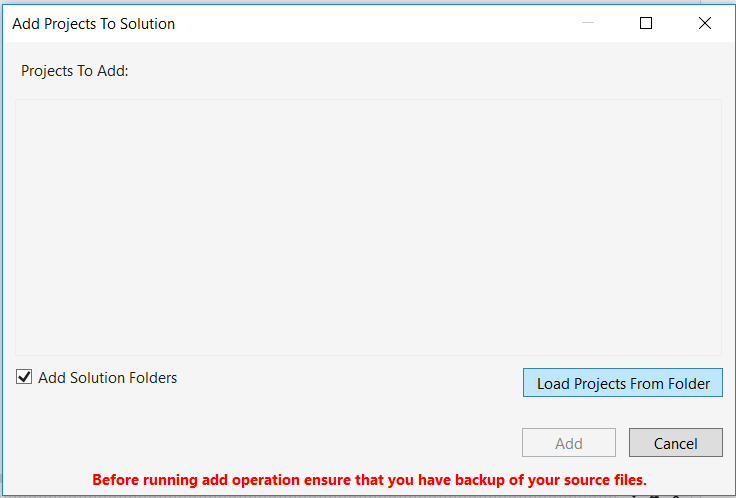 Add Projects To Solution
Projects To Add:
Add Solution Folders
Load Projects From Folder
Add
Cancel
Before running add operation ensure that you have backup of your source files.